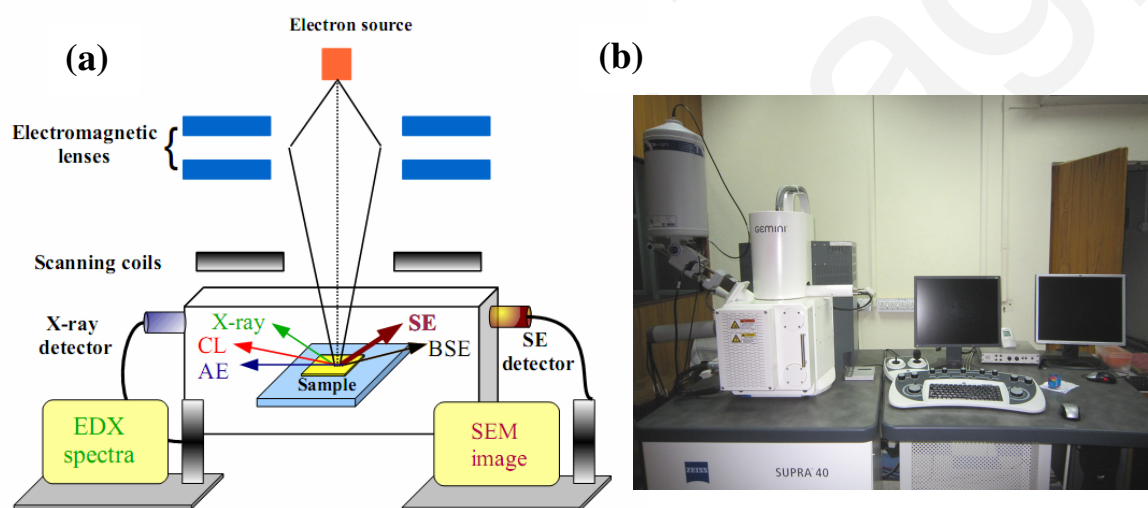 (a)
Electron source
Electromagnetic
lenses
Scanning coils
X-ray
detector
X-ray
CL
AE
SE
BSE
Sample
SE
detector
EDX
spectra
SEM
image
(b)
GEMINI
ZEISS
SUPRA 40